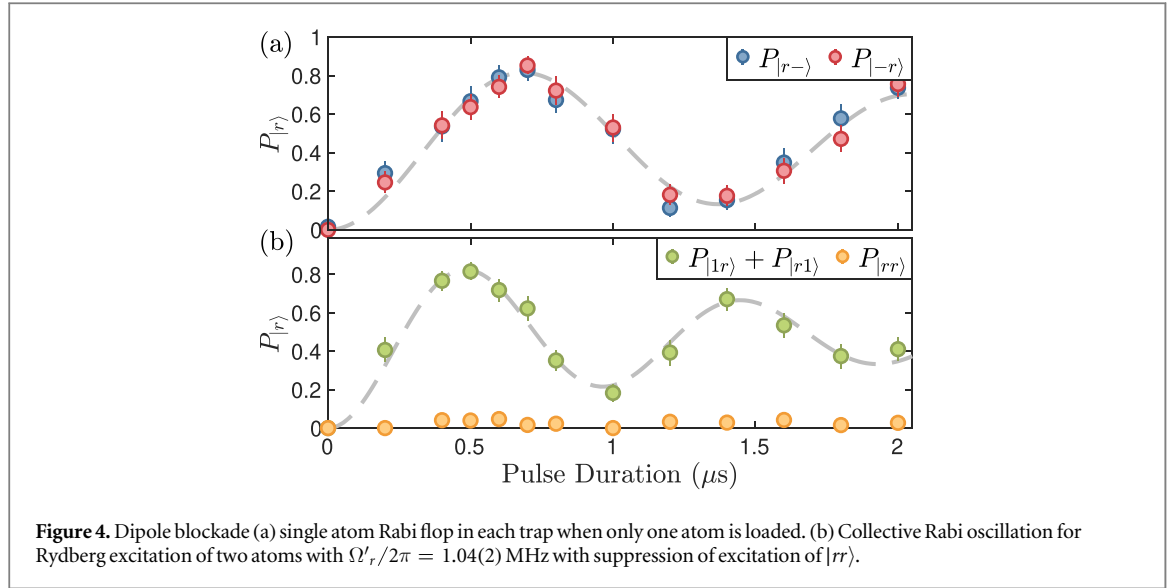 (a)
P|r−⟩ P|−r⟩
1
0.8
0.6
0.4
0.2
0
P|r⟩
(b)
P|1r⟩ + P|r1⟩ P|rr⟩
0.8
0.6
0.4
0.2
0
P|r⟩
0 0.5 1 1.5 2
Pulse Duration (μs)
Figure 4. Dipole blockade (a) single atom Rabi flop in each trap when only one atom is loaded. (b) Collective Rabi oscillation for
Rydberg excitation of two atoms with Ω′r/2π = 1.04(2) MHz with suppression of excitation of |rr⟩.